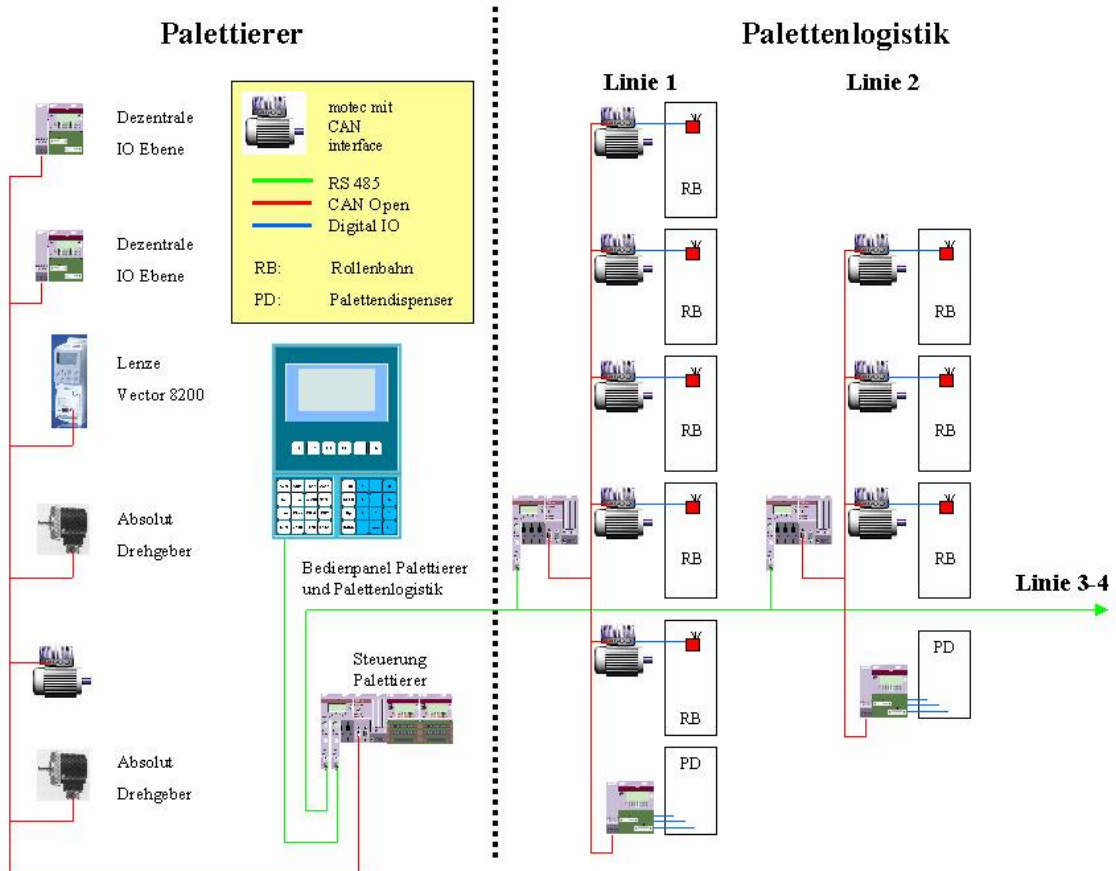 Palettierer
Palettenlogistik
Linie 1
Linie 2
Dezentrale
IO Ebene
motec mit
CAN
interface
RS 485
CAN Open
Digital IO
RB: Rollenbahn
PD: Palettendispenser
Dezentrale
IO Ebene
Lenze
Vector 8200
Absolut
Drehgeber
Bedienpanel Palettierer
und Palettenlogistik
Steuerung
Palettierer
Absolut
Drehgeber
RB
RB
RB
RB
RB
PD
RB
RB
RB
PD
Linie 3-4